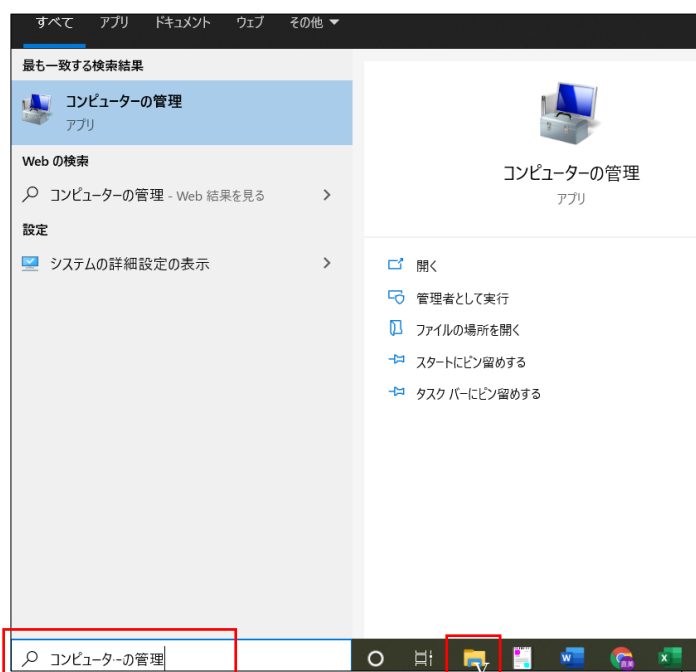 すべて アプリ ドキュメント ウェブ その他
最も一致する検索結果
コンピューターの管理
アプリ
Web の検索
コンピューターの管理 - Web 結果を見る
設定
システムの詳細設定の表示
コンピューターの管理
アプリ
開く
管理者として実行
ファイルの場所を開く
スタートにピン留めする
タスク バーにピン留めする
コンピューターの管理